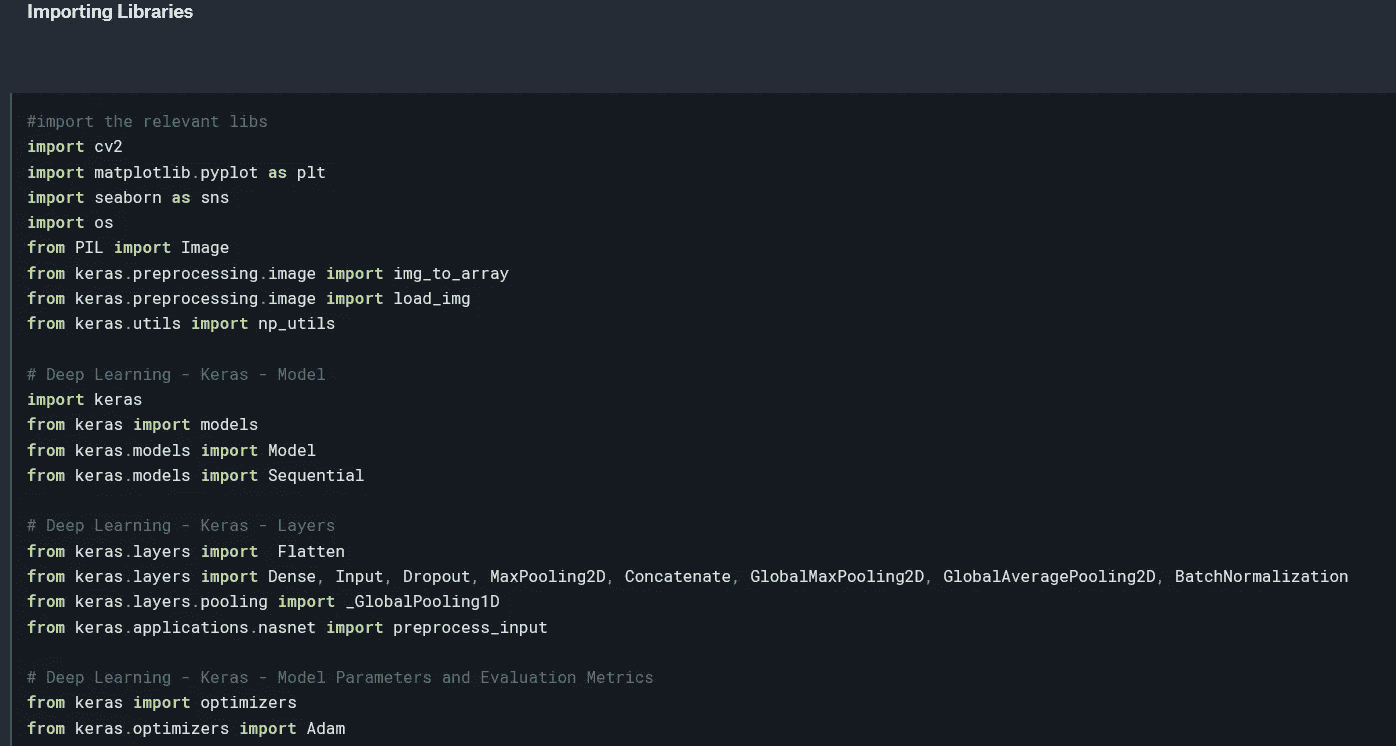 Importing Libraries
#import the relevant libs
import cv2
import matplotlib.pyplot as plt
import seaborn as sns
import os
from PIL import Image
from keras.preprocessing.image import img_to_array
from keras.preprocessing.image import load_img
from keras.utils import np_utils
# Deep Learning - Keras - Model
import keras
from keras import models
from keras.models import Model
from keras.models import Sequential
# Deep Learning - Keras - Layers
from keras.layers import  Flatten
from keras.layers import Dense, Input, Dropout, MaxPooling2D, Concatenate, GlobalMaxPooling2D, GlobalAveragePooling2D, BatchNormalization
from keras.layers.pooling import _GlobalPooling1D
from keras.applications.nasnet import preprocess_input
# Deep Learning - Keras - Model Parameters and Evaluation Metrics
from keras import optimizers
from keras.optimizers import Adam